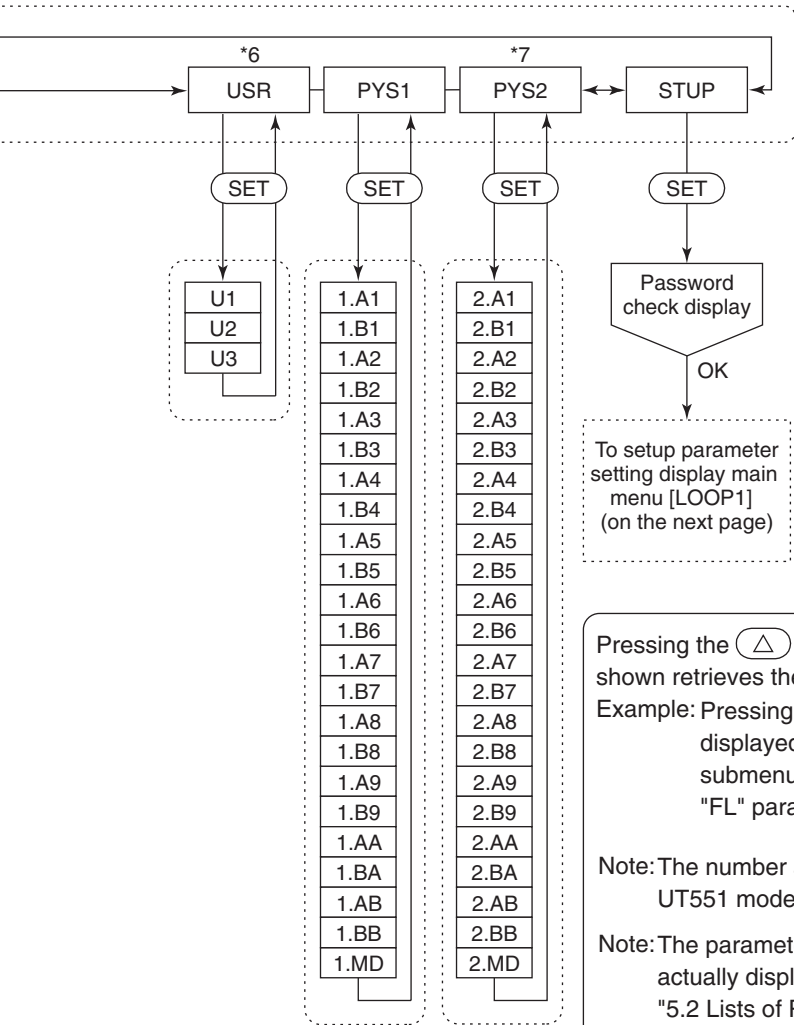 *6
*7
USR
PYS1
PYS2
STUP
SET
SET
SET
SET
U1
U2
U3
1.A1
1.B1
1.A2
1.B2
1.A3
1.B3
1.A4
1.B4
1.A5
1.B5
1.A6
1.B6
1.A7
1.B7
1.A8
1.B8
1.A9
1.B9
1.AA
1.BA
1.AB
1.BB
1.MD
2.A1
2.B1
2.A2
2.B2
2.A3
2.B3
2.A4
2.B4
2.A5
2.B5
2.A6
2.B6
2.A7
2.B7
2.A8
2.B8
2.A9
2.B9
2.AA
2.BA
2.AB
2.BB
2.MD
Password
check display
OK
To setup parameter
setting display main
menu [LOOP1]
(on the next page)
Pressing the △
shown retrieves the
Example: Pressing
displayed
submenu
"FL" para
Note: The number
UT551 mode
Note: The paramet
actually displ
"5.2 Lists of